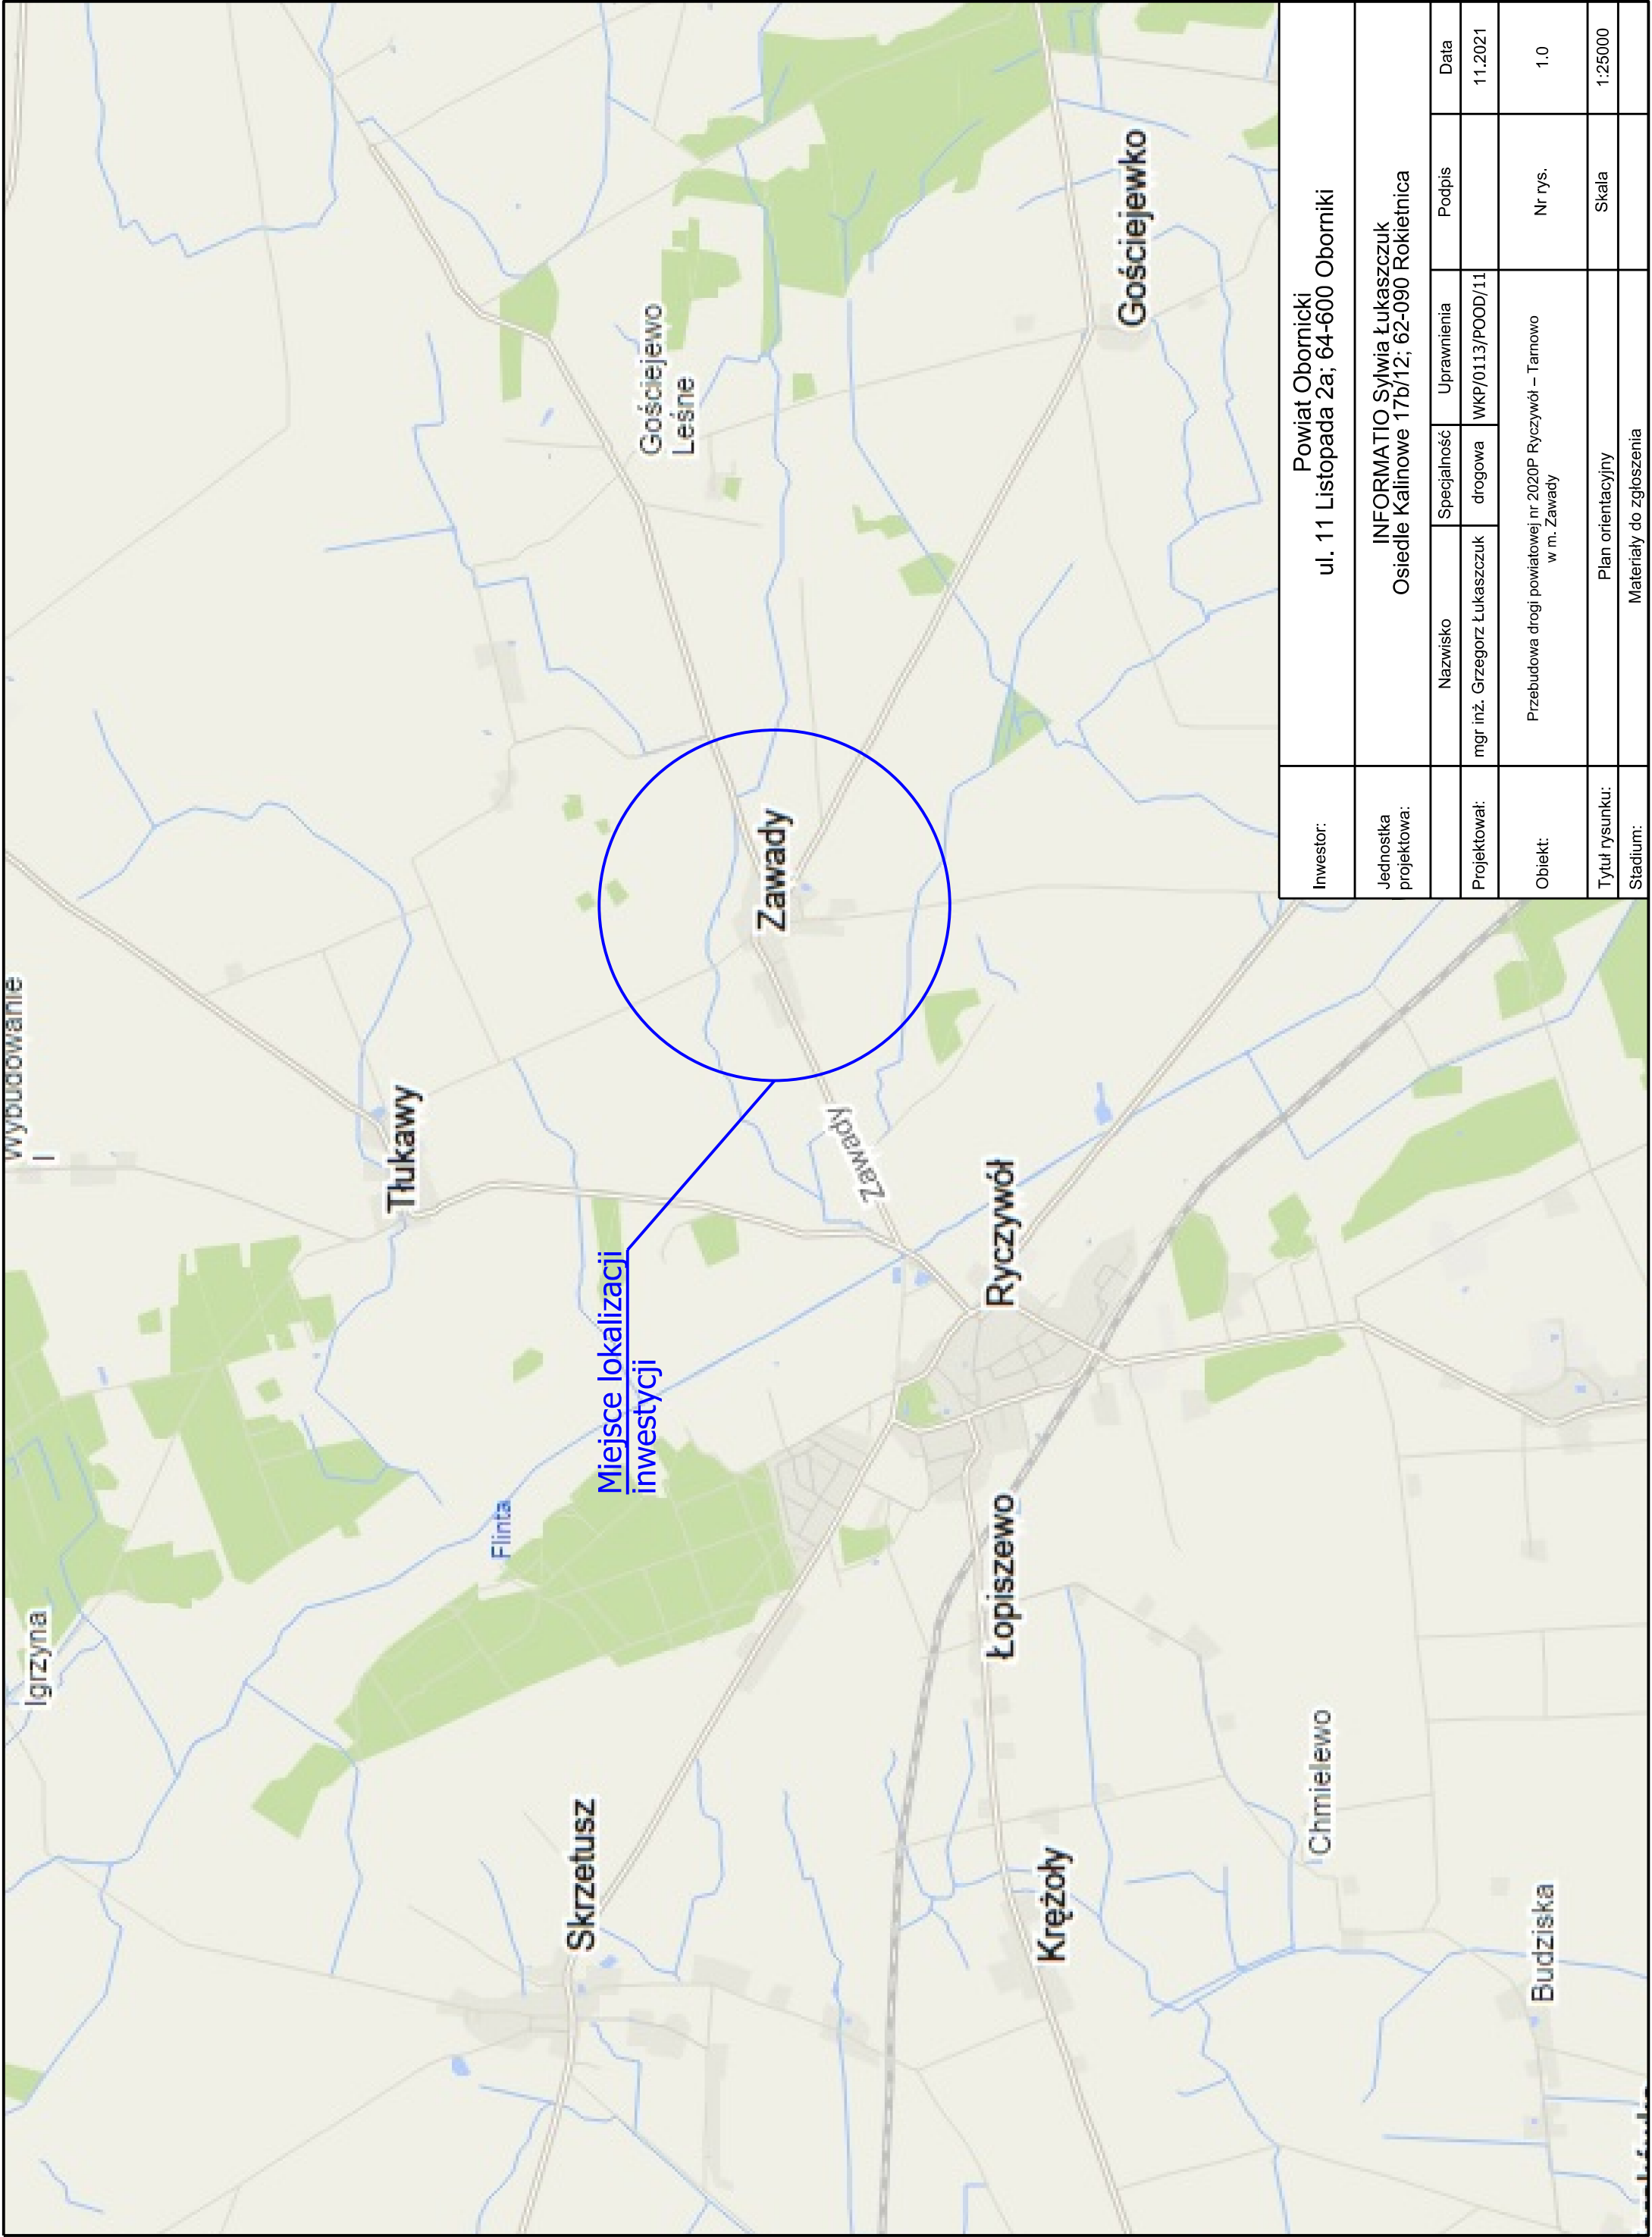 Wybudowanie
I
Igrzyna
Tłukawy
Flinta
Skrzetusz
Miejsce lokalizacji
inwestycji
Gościejewo
Leśne
Zawady
Zawady
Ryczywół
Łopiszewo
Krężoły
Gościejewko
Chmielewo
Budziska
Inwestor:
Powiat Obornicki
ul. 11 Listopada 2a; 64-600 Oborniki
Jednostka
projektowa:
INFORMATIO Sylwia Łukaszczuk
Osiedle Kalinowe 17b/12; 62-090 Rokietnica
Nazwisko Specjalność Uprawnienia Podpis Data
Projektował: mgr inż. Grzegorz Łukaszczuk drogowa WKP/0113/POOD/11 11.2021
Obiekt: Przebudowa drogi powiatowej nr 2020P Ryczywół – Tarnowo
w m. Zawady
Nr rys. 1.0
Tytuł rysunku: Plan orientacyjny Skala 1:25000
Stadium: Materiały do zgłoszenia